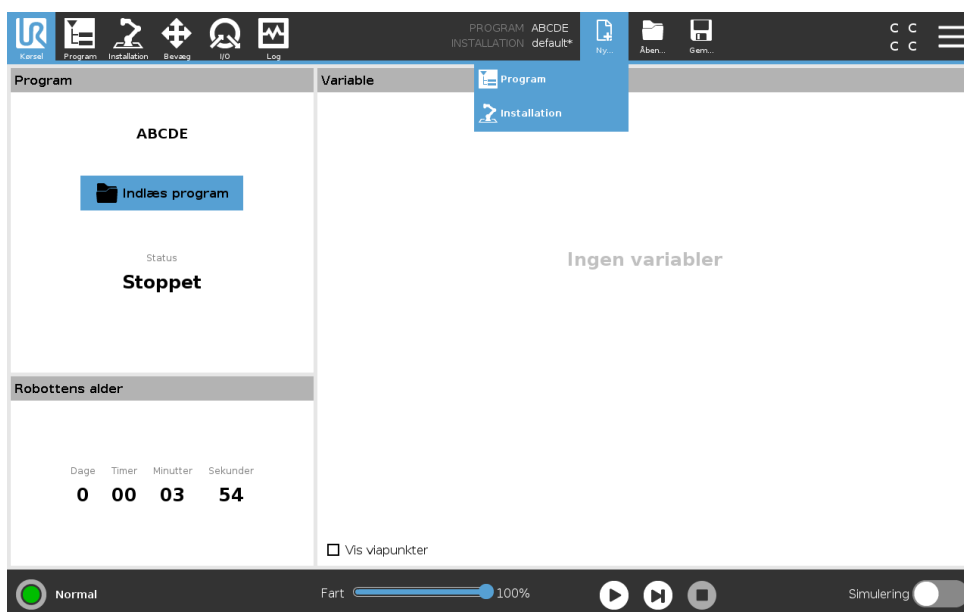 UR
Kørsel Program Installation Bevæg I/O Log
PROGRAM ABCDE
INSTALLATION default*
Ny... Åben... Gem...
C C
C C
Program
Variable
Program
Installation
ABCDE
Indlæs program
Status
Stoppet
Ingen variabler
Robottens alder
Dage Timer Minutter Sekunder
0 00 03 54
Vis viapunkter
Normal
Fart 100%
Simulering